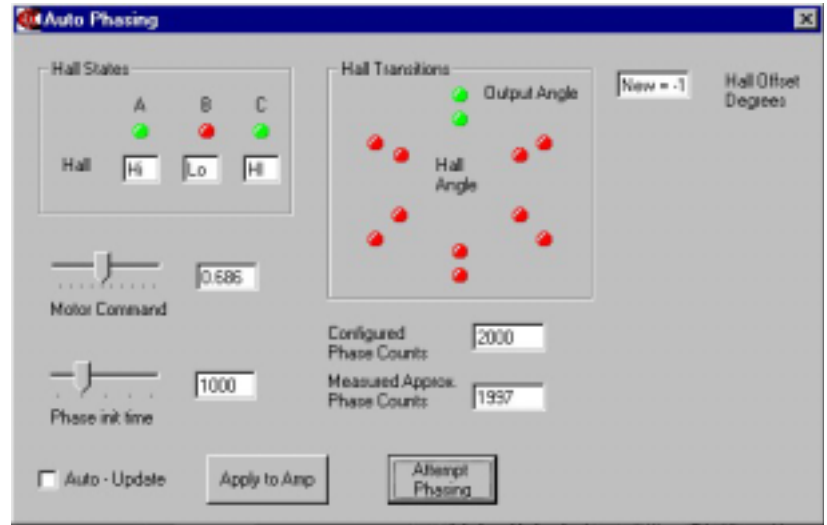 Auto Phasing
Hall States
A B C
Hall Hi Lo HI
Hall Transitions
Output Angle
Hall
Angle
New = -1
Hall Offset
Degrees
0.686
Motor Command
1000
Phase init time
Configured
Phase Counts
2000
Measured Approx.
Phase Counts
1997
Auto - Update
Apply to Amp
Attempt
Phasing